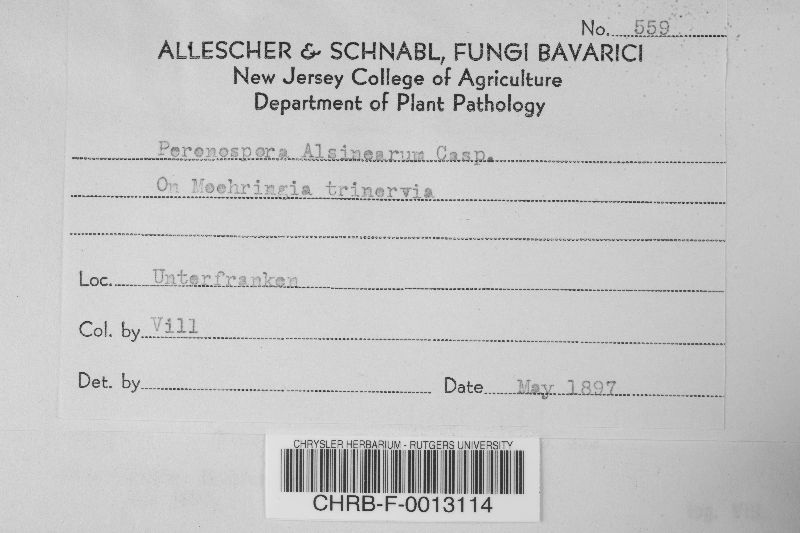 No. 559
ALLESCHER & SCHNABL, FUNGI BAVARICI
New Jersey College of Agriculture
Department of Plant Pathology
Peronospora Alsinearum Casp.
On Moehringia trinervia
Loc. Unterfranken
Col. by Vill
Det. by
Date May 1897
CHRYSLER HERBARIUM - RUTGERS UNIVERSITY
CHRB-F-0013114